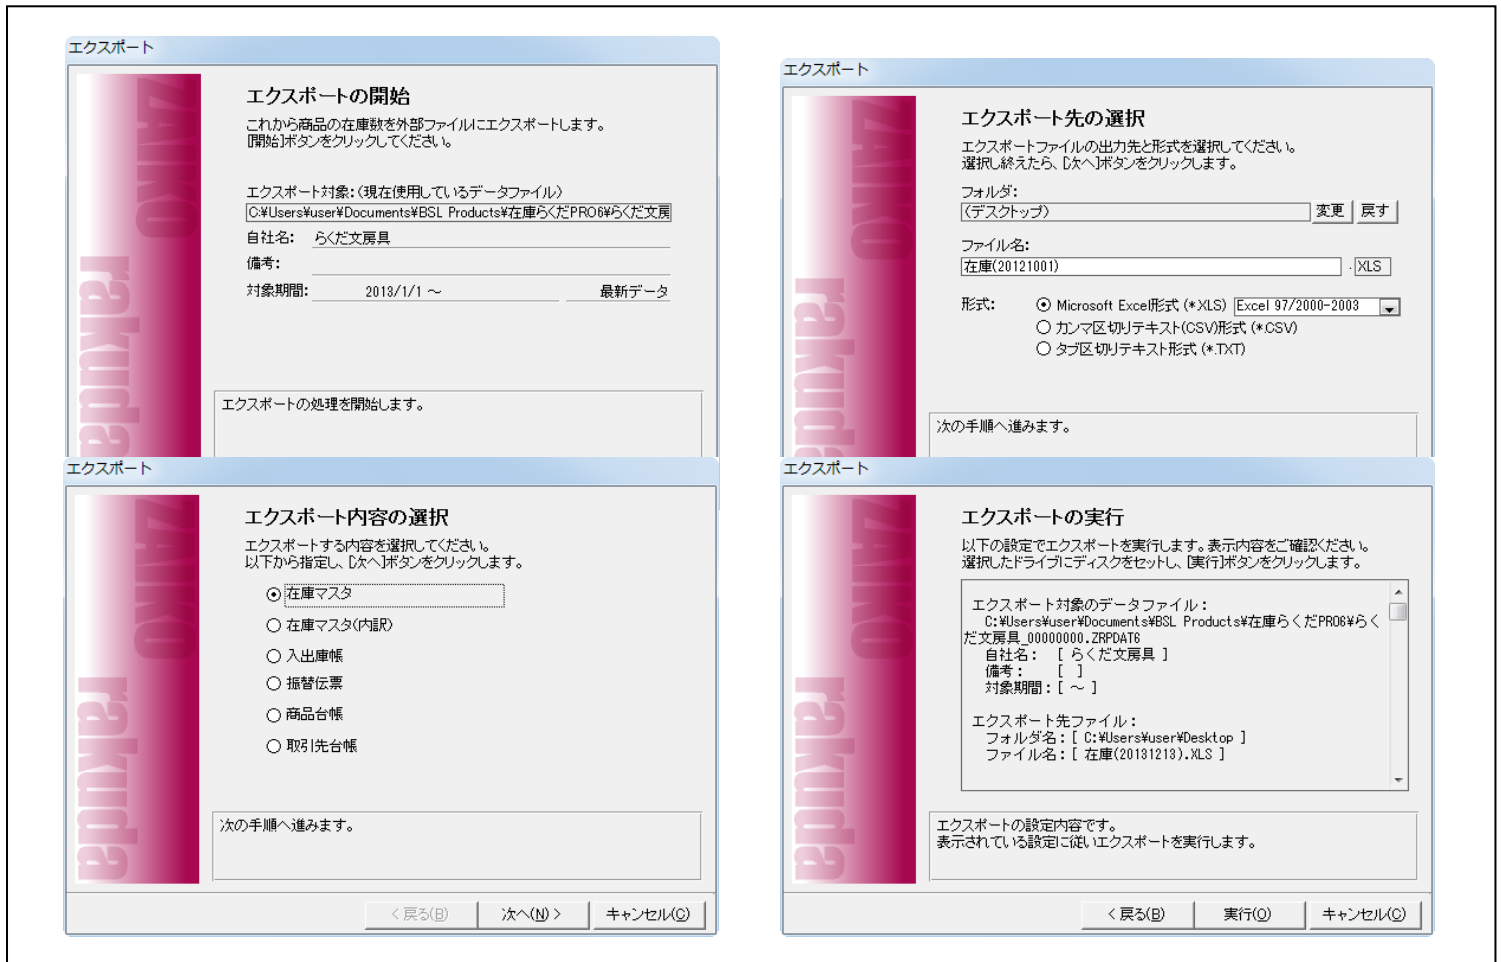 エクスポート
ZAIKO
rakuda
エクスポートの開始
これから商品の在庫数を外部ファイルにエクスポートします。
[開始]ボタンをクリックしてください。
エクスポート対象:(現在使用しているデータファイル)
C:¥Users¥user¥Documents¥BSL Products¥在庫らくだPRO6¥らくだ文房
自社名: らくだ文房具
備考:
対象期間: 2013/1/1 ~ 最新データ
エクスポートの処理を開始します。
エクスポート
ZAIKO
rakuda
エクスポート先の選択
エクスポートファイルの出力先と形式を選択してください。
選択し終えたら、[次へ]ボタンをクリックします。
フォルダ:
(デスクトップ) 変更 戻す
ファイル名:
在庫(20121001) . XLS
形式: Microsoft Excel形式 (*.XLS) Excel 97/2000-2003
カンマ区切りテキスト(CSV)形式 (*.CSV)
タブ区切りテキスト形式 (*.TXT)
次の手順へ進みます。
エクスポート
ZAIKO
rakuda
エクスポート内容の選択
エクスポートする内容を選択してください。
以下から指定し、[次へ]ボタンをクリックします。
在庫マスタ
在庫マスタ(内訳)
入出庫帳
振替伝票
商品台帳
取引先台帳
次の手順へ進みます。
< 戻る(B) 次へ(N) > キャンセル(C)
エクスポート
ZAIKO
rakuda
エクスポートの実行
以下の設定でエクスポートを実行します。表示内容をご確認ください。
選択したドライブにディスクをセットし、[実行]ボタンをクリックします。
エクスポート対象のデータファイル:
C:¥Users¥user¥Documents¥BSL Products¥在庫らくだPRO6¥らく
だ文房具_00000000.ZRPDAT6
自社名: [ らくだ文房具 ]
備考: [ ]
対象期間: [ ~ ]
エクスポート先ファイル:
フォルダ名: [ C:¥Users¥user¥Desktop ]
ファイル名: [ 在庫(20131213).XLS ]
エクスポートの設定内容です。
表示されている設定に従いエクスポートを実行します。
< 戻る(B) 実行(O) キャンセル(C)